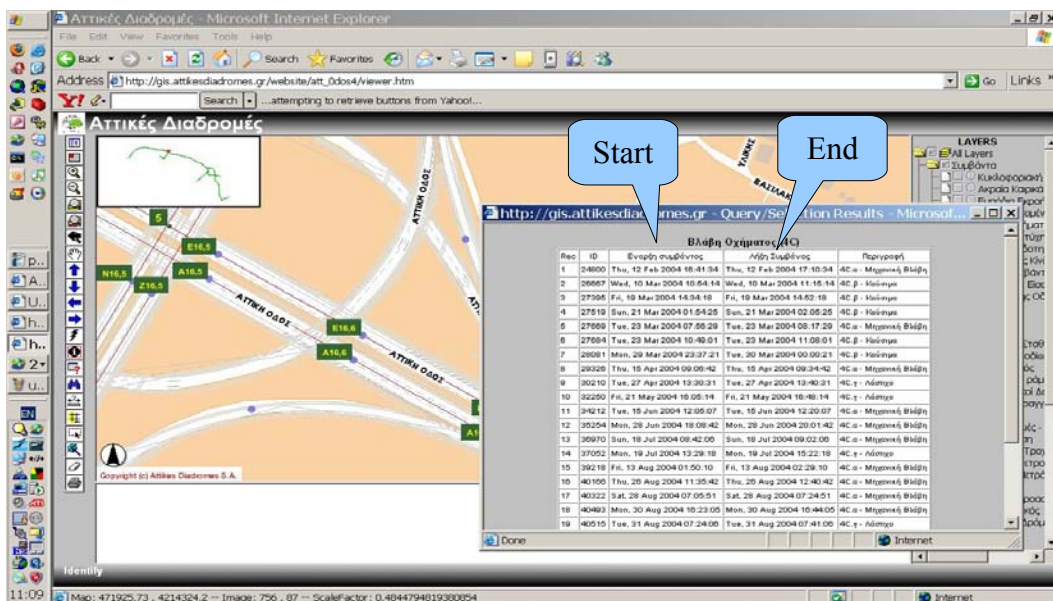 Αττικές Διαδρομές - Microsoft Internet Explorer
File Edit View Favorites Tools Help
Back Search Favorites
Address http://gis.attikesdiadromes.gr/website/att_0dos4/viewer.htm Go Links
Y! Search ...attempting to retrieve buttons from Yahoo!...
Αττικές Διαδρομές
Start
End
ΥΛΙΚΗΣ
ΑΤΤΙΚΗ ΟΔΟΣ
5
E16,5
N16,5
Z16,5
A16,5
ΑΤΤΙΚΗ ΟΔΟΣ
E16,6
A16,6
ΑΤΤΙΚΗ ΟΔΟΣ
Copyright (c) Attikes Diadromes S.A.
LAYERS
All Layers
Συμβάντα
http://gis.attikesdiadromes.gr - Query/Selection Results - Microsof...
Βλάβη Οχήματος (4C)
Rec ID Εναρξη συμβάντος Λήξη Συμβάντος Περιγραφή
1 24800 Thu, 12 Feb 2004 16:41:34 Thu, 12 Feb 2004 17:10:34 4C.α - Μηχανική Βλάβη
2 26667 Wed, 10 Mar 2004 10:54:14 Wed, 10 Mar 2004 11:15:14 4C.β - Καύσιμα
3 27395 Fri, 19 Mar 2004 14:34:18 Fri, 19 Mar 2004 14:52:18 4C.β - Καύσιμα
4 27519 Sun, 21 Mar 2004 01:54:25 Sun, 21 Mar 2004 02:05:25 4C.β - Καύσιμα
5 27669 Tue, 23 Mar 2004 07:55:29 Tue, 23 Mar 2004 08:17:29 4C.α - Μηχανική Βλάβη
6 27684 Tue, 23 Mar 2004 10:49:01 Tue, 23 Mar 2004 11:08:01 4C.β - Καύσιμα
7 28081 Mon, 29 Mar 2004 23:37:21 Tue, 30 Mar 2004 00:00:21 4C.β - Καύσιμα
8 29325 Thu, 15 Apr 2004 09:06:42 Thu, 15 Apr 2004 09:34:42 4C.α - Μηχανική Βλάβη
9 30210 Tue, 27 Apr 2004 13:30:31 Tue, 27 Apr 2004 13:40:31 4C.γ - Λάστιχο
10 32250 Fri, 21 May 2004 16:05:14 Fri, 21 May 2004 16:48:14 4C.γ - Λάστιχο
11 34212 Tue, 15 Jun 2004 12:05:07 Tue, 15 Jun 2004 12:20:07 4C.α - Μηχανική Βλάβη
12 35254 Mon, 28 Jun 2004 18:08:42 Mon, 28 Jun 2004 20:01:42 4C.α - Μηχανική Βλάβη
13 36970 Sun, 18 Jul 2004 08:42:06 Sun, 18 Jul 2004 09:02:06 4C.α - Μηχανική Βλάβη
14 37052 Mon, 19 Jul 2004 13:29:18 Mon, 19 Jul 2004 15:22:18 4C.γ - Λάστιχο
15 39218 Fri, 13 Aug 2004 01:50:10 Fri, 13 Aug 2004 02:29:10 4C.α - Μηχανική Βλάβη
16 40166 Thu, 26 Aug 2004 11:35:42 Thu, 26 Aug 2004 12:40:42 4C.α - Μηχανική Βλάβη
17 40322 Sat, 28 Aug 2004 07:05:51 Sat, 28 Aug 2004 07:24:51 4C.α - Μηχανική Βλάβη
18 40493 Mon, 30 Aug 2004 16:23:05 Mon, 30 Aug 2004 16:44:05 4C.α - Μηχανική Βλάβη
19 40515 Tue, 31 Aug 2004 07:24:06 Tue, 31 Aug 2004 07:41:06 4C.γ - Λάστιχο
Done Internet
Identify
EN
11:09 Map: 471925.73 , 4214324.2 -- Image: 756 , 87 -- ScaleFactor: 0.4844794819380854 Internet